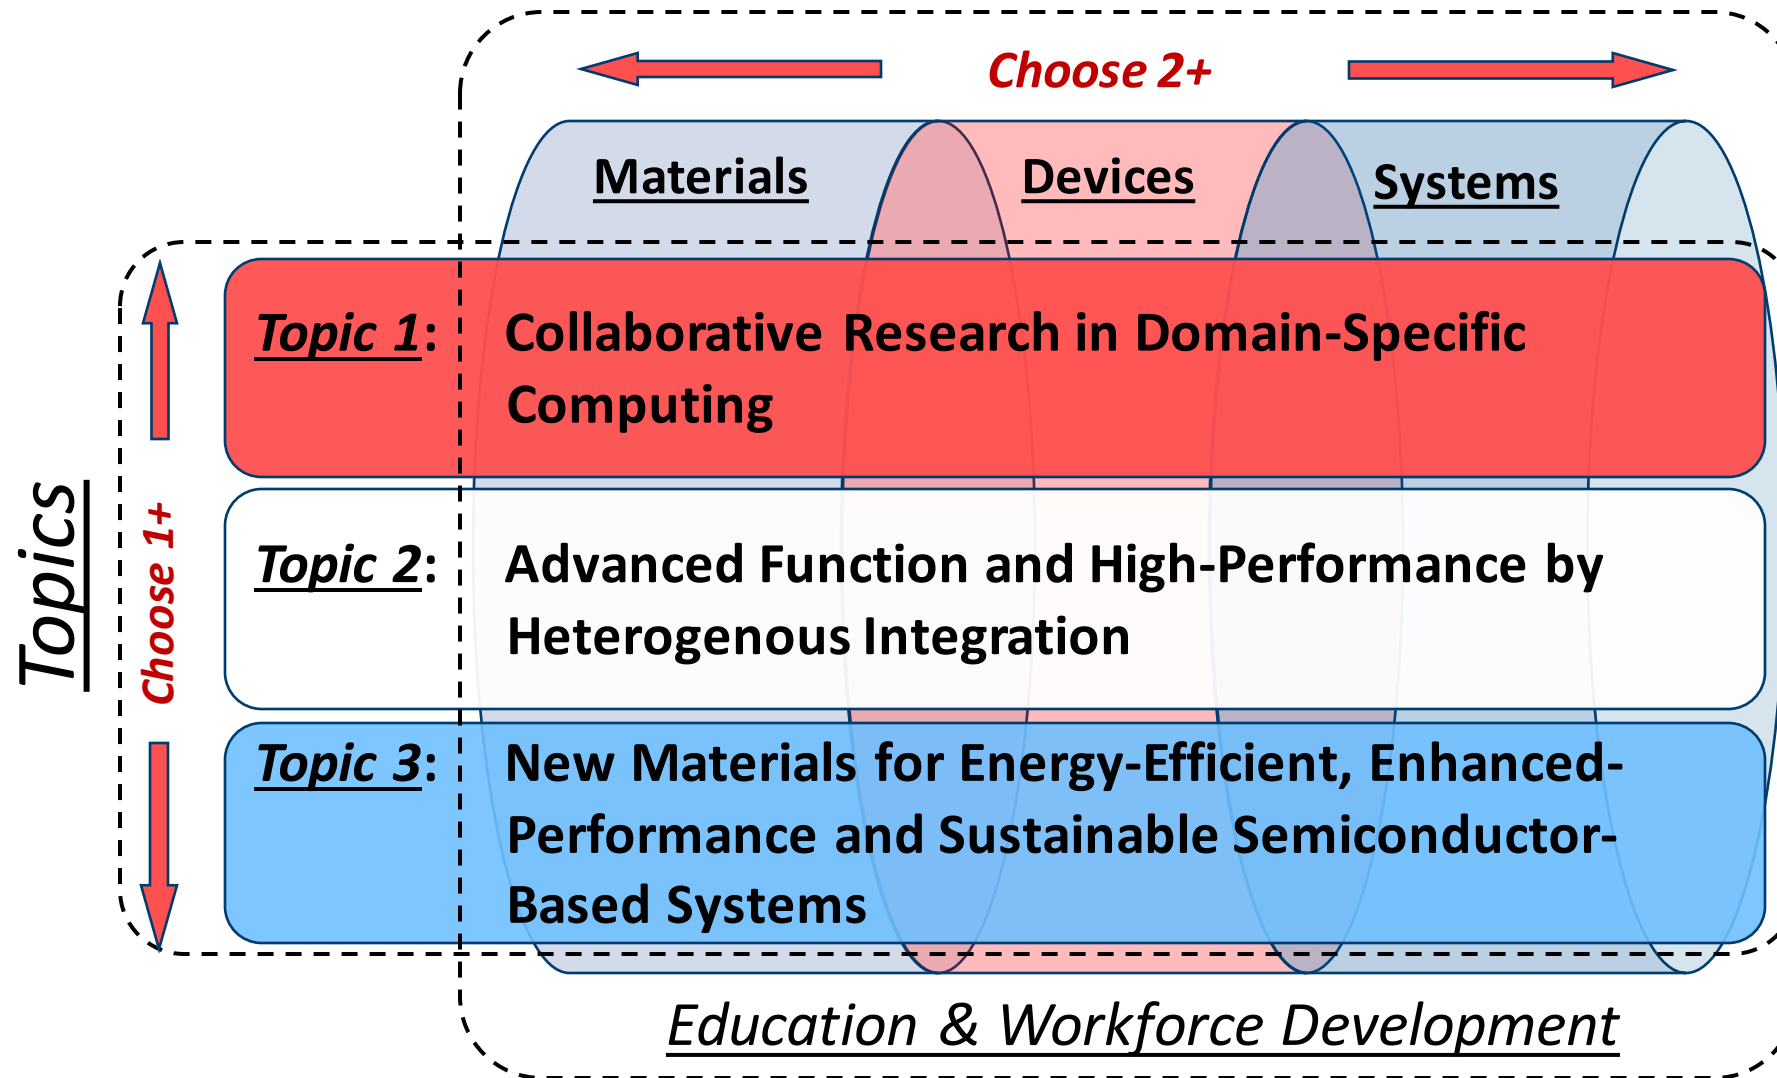 Choose 2+
Materials
Devices
Systems
Topics
Choose 1+
Topic 1: Collaborative Research in Domain-Specific
Computing
Topic 2: Advanced Function and High-Performance by
Heterogenous Integration
Topic 3: New Materials for Energy-Efficient, Enhanced-
Performance and Sustainable Semiconductor-
Based Systems
Education & Workforce Development